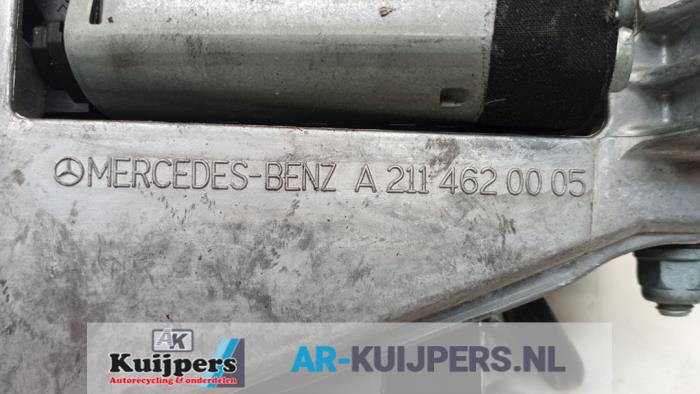 MERCEDES-BENZ A 211 462 00 05
AK
Kuijpers
Autorecycling & onderdelen
AR-KUIJPERS.NL